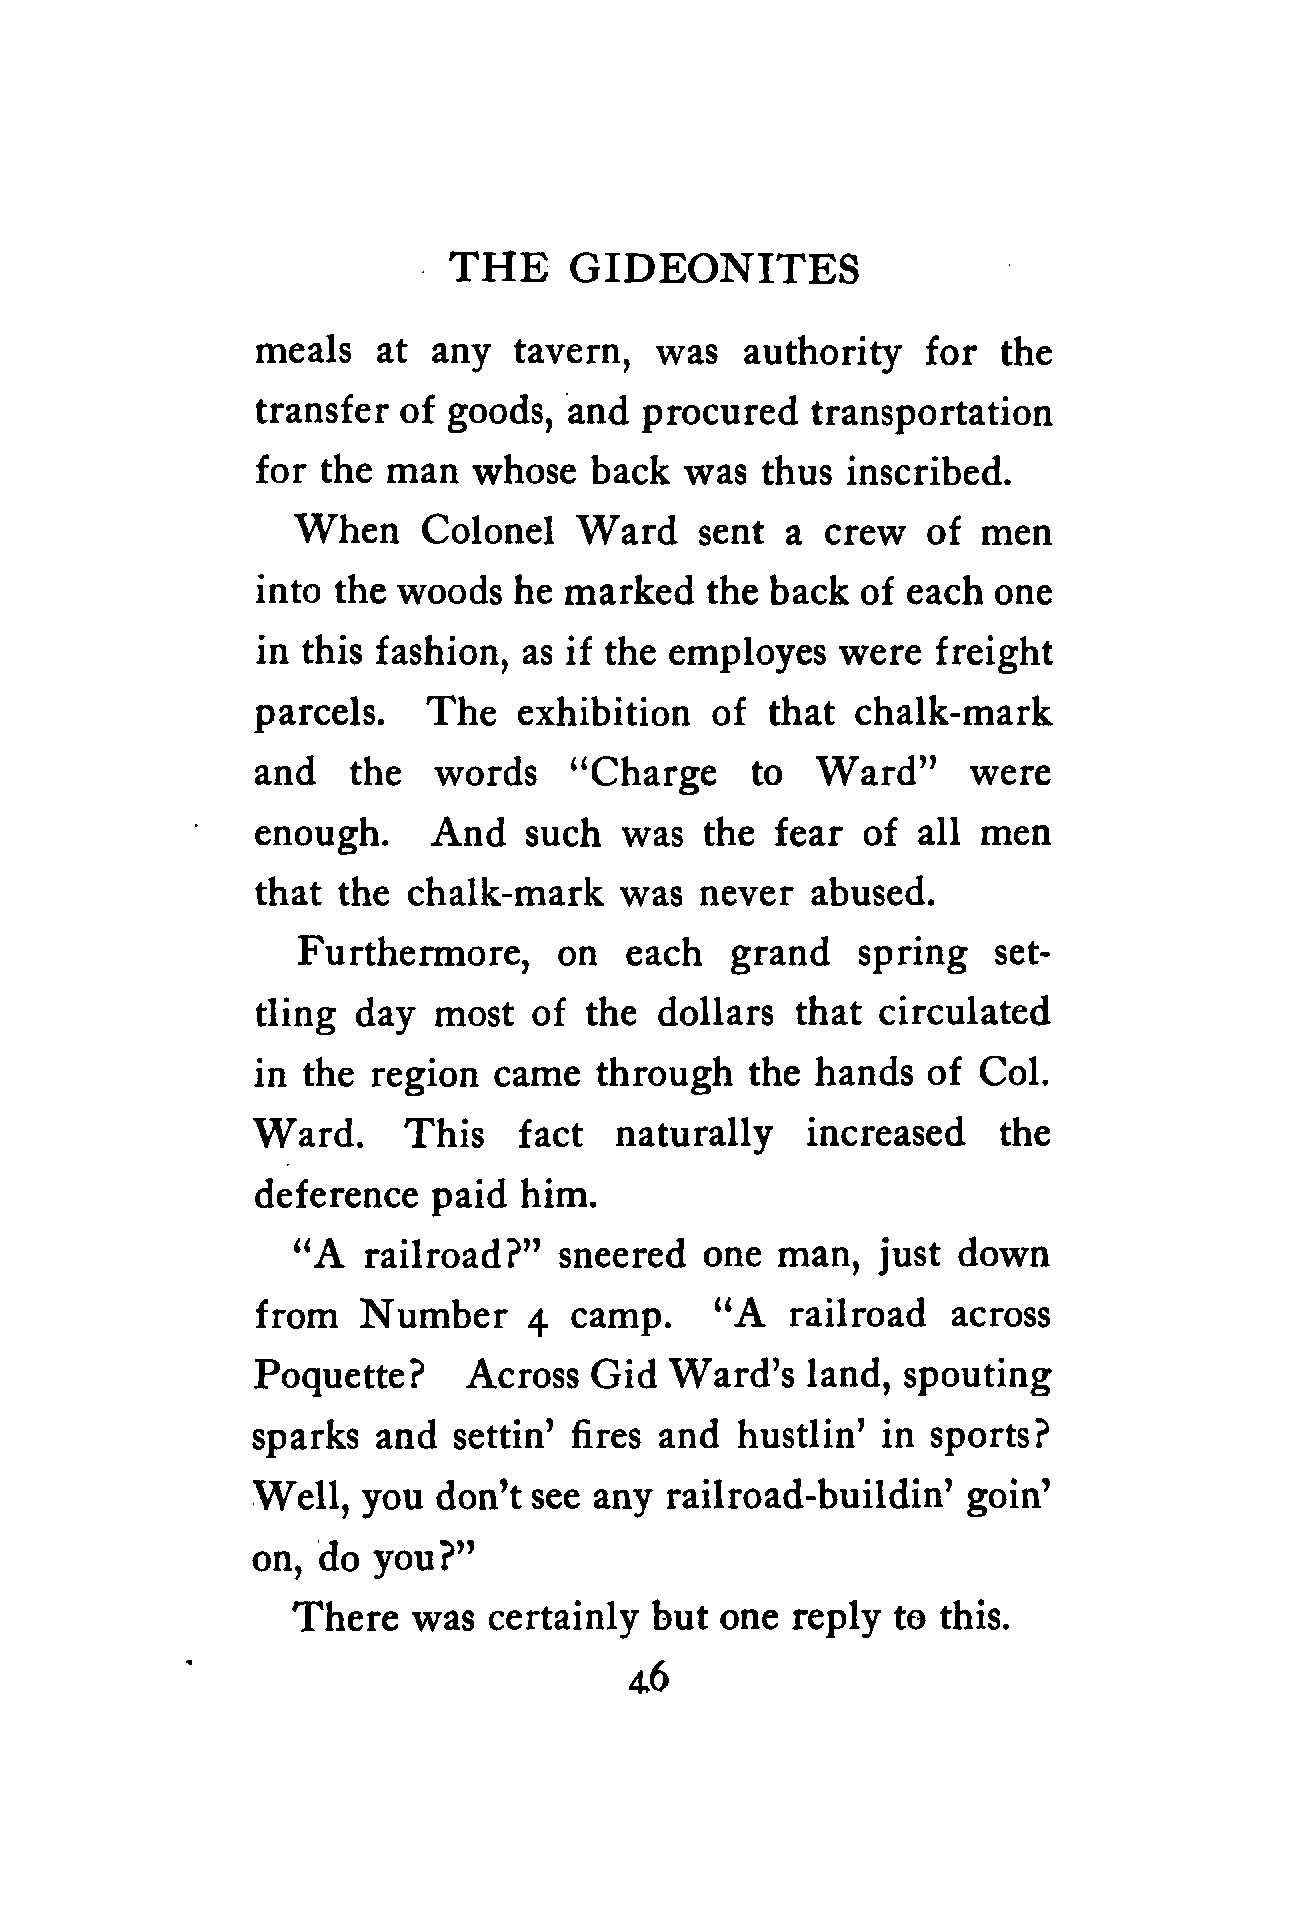 THE GIDEONITES
meals at any tavern, was authority for the
transfer of goods, and procured transportation
for the man whose back was thus inscribed.
When Colonel Ward sent a crew of men
into the woods he marked the back of each one
in this fashion, as if the employes were freight
parcels. The exhibition of that chalk-mark
and the words “Charge to Ward” were
enough. And such was the fear of all men
that the chalk-mark was never abused.
Furthermore, on each grand spring set-
tling day most of the dollars that circulated
in the region came through the hands of Col.
Ward. This fact naturally increased the
deference paid him.
“A railroad?” sneered one man, just down
from Number 4 camp. “A railroad across
Poquette? Across Gid Ward’s land, spouting
sparks and settin’ fires and hustlin’ in sports?
Well, you don’t see any railroad-buildin’ goin’
on, do you?”
There was certainly but one reply to this.
46